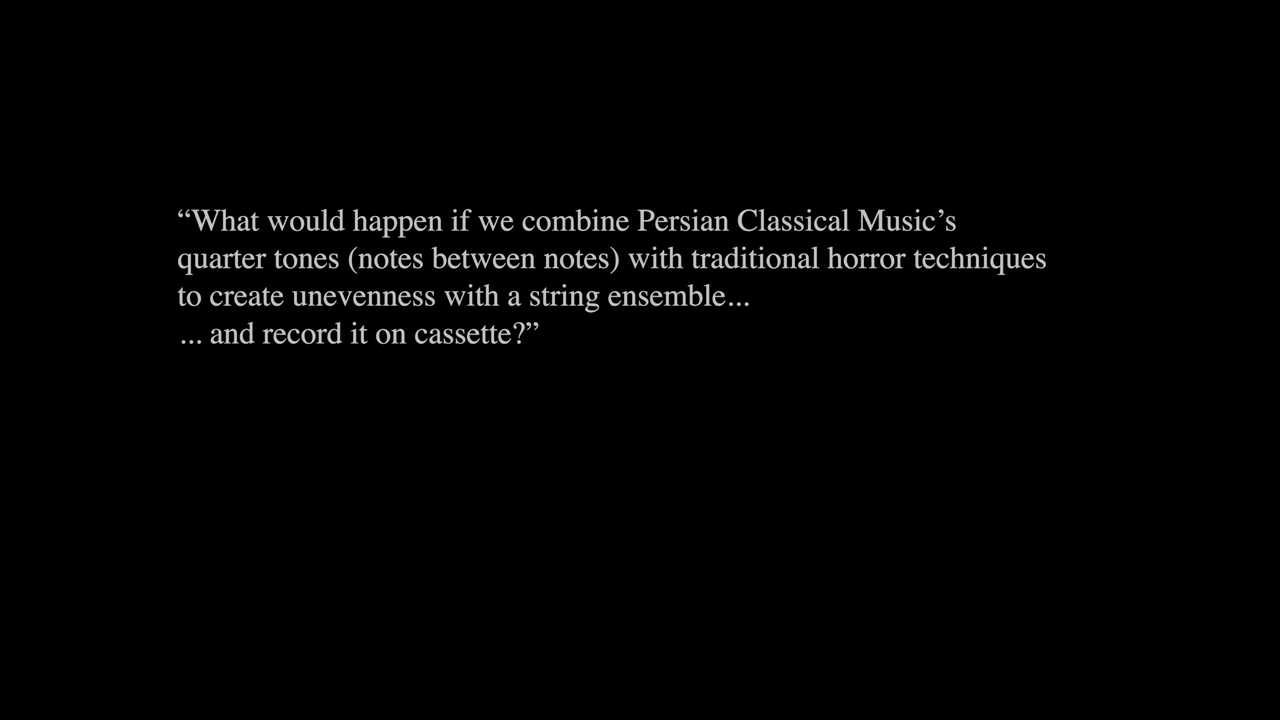 “What would happen if we combine Persian Classical Music’s
quarter tones (notes between notes) with traditional horror techniques
to create unevenness with a string ensemble...
... and record it on cassette?”